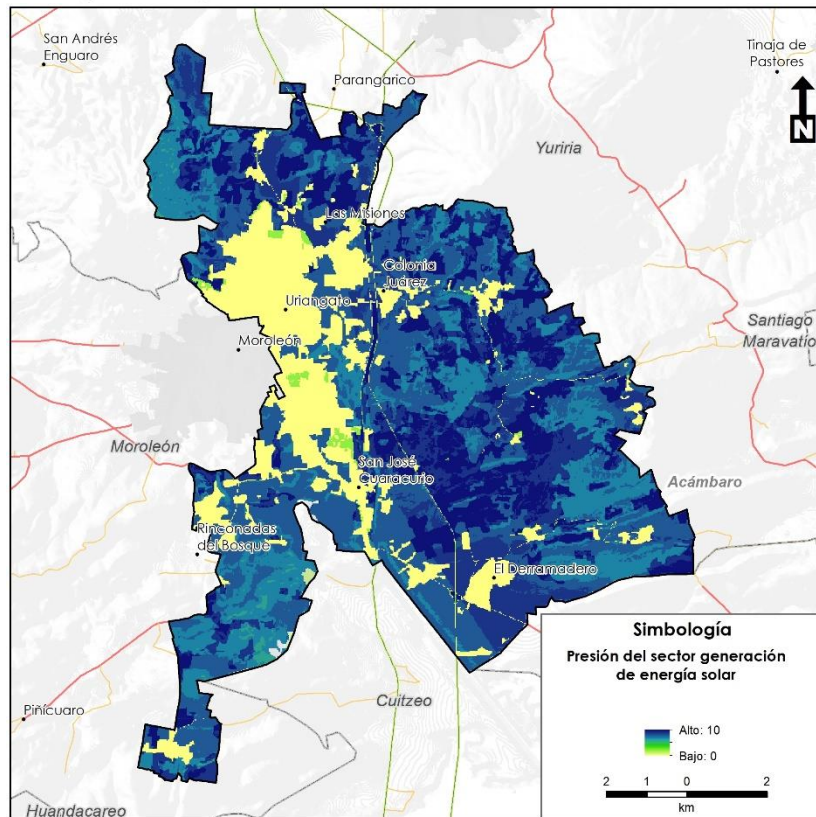 San Andrés
Enguaro
Parangarico
Tinaja de
Pastores
N
Yuriria
Las Misiones
Colonia
Juárez
Uriangato
Moroleón
Santiago
Maravatío
Moroleón
San José
Cuaracurio
Acámbaro
Rinconadas
del Bosque
El Derramadero
Piñícuaro
Cuitzeo
Huandacareo
Simbología
Presión del sector generación
de energía solar
Alto: 10
Bajo: 0
2 1 0 2
km